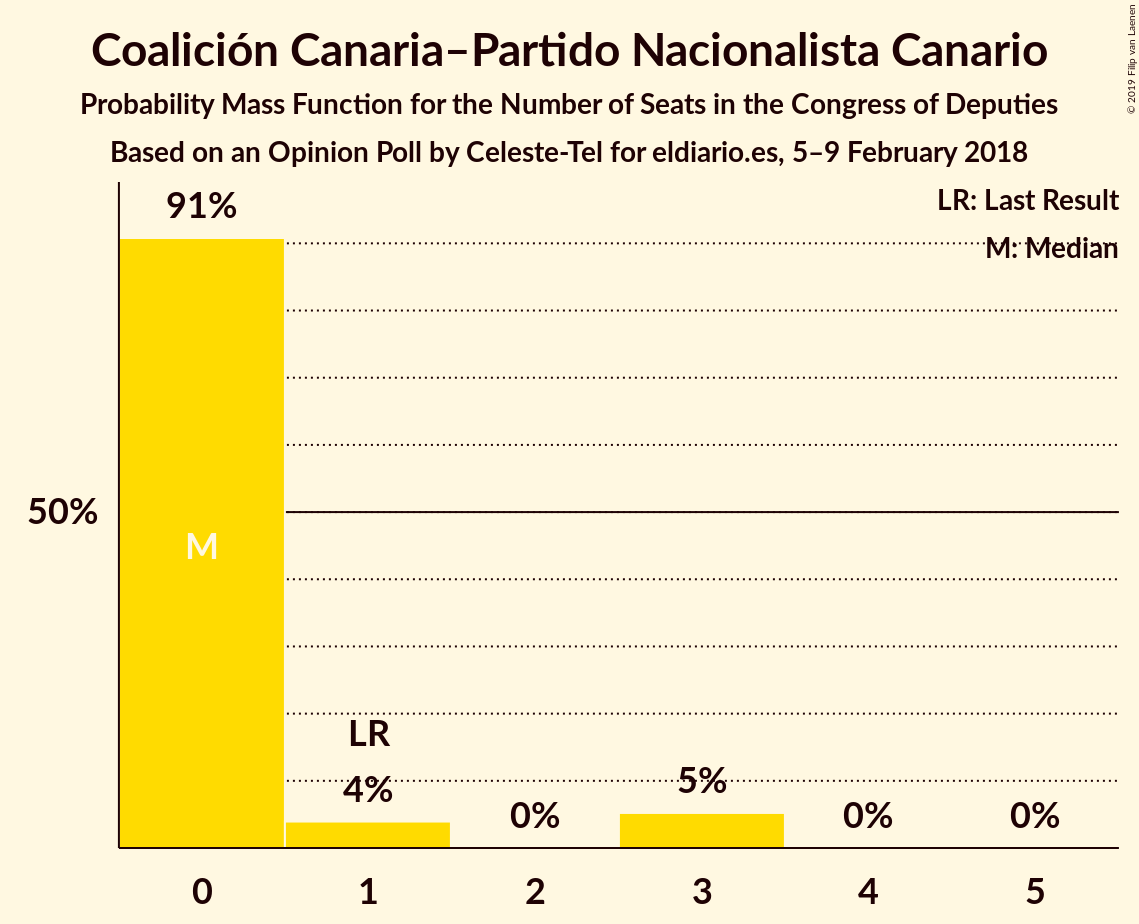 Coalición Canaria–Partido Nacionalista Canario
Probability Mass Function for the Number of Seats in the Congress of Deputies
Based on an Opinion Poll by Celeste-Tel for eldiario.es, 5–9 February 2018
© 2019 Filip van Laenen
LR: Last Result
M: Median
91%
50%
M
LR
4%
0%
5%
0%
0%
0 1 2 3 4 5